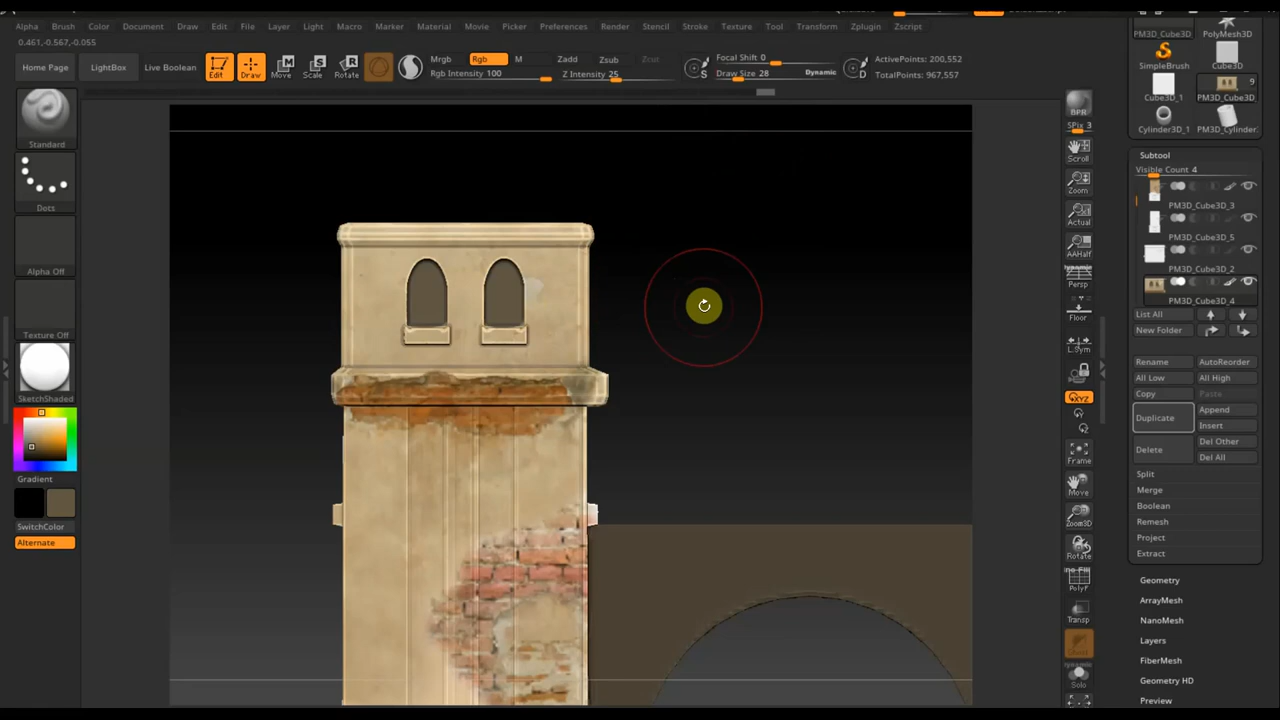 Alpha Brush Color Document Draw Edit File Layer Light Macro Marker Material Movie Picker Preferences Render Stencil Stroke Texture Tool Transform Zplugin Zscript
0.461,-0.567,-0.055
Home Page LightBox Live Boolean Edit Draw Move Scale Rotate
Mrgb Rgb M Zadd Zsub Zcut
Rgb Intensity 100 Z Intensity 25
Focal Shift 0
Draw Size 28 Dynamic
ActivePoints: 200,552
TotalPoints: 967,557
Standard
Dots
Alpha Off
Texture Off
SketchShaded
Gradient
SwitchColor
Alternate
BPR
SPix 3
Scroll
Zoom
Actual
AAHalf
Dynamic
Persp
Floor
L.Sym
XYZ
Frame
Move
Zoom3D
Rotate
PolyF
Transp
Ghost
Dynamic
Solo
PM3D_Cube3D PolyMesh3D
SimpleBrush Cube3D
Cube3D_1 PM3D_Cube3D
9
Cylinder3D_1 PM3D_Cylinder
Subtool
Visible Count 4
PM3D_Cube3D_3
PM3D_Cube3D_5
PM3D_Cube3D_2
PM3D_Cube3D_4
List All
New Folder
Rename AutoReorder
All Low All High
Copy Paste
Duplicate Append
Insert
Delete Del Other
Del All
Split
Merge
Boolean
Remesh
Project
Extract
Geometry
ArrayMesh
NanoMesh
Layers
FiberMesh
Geometry HD
Preview